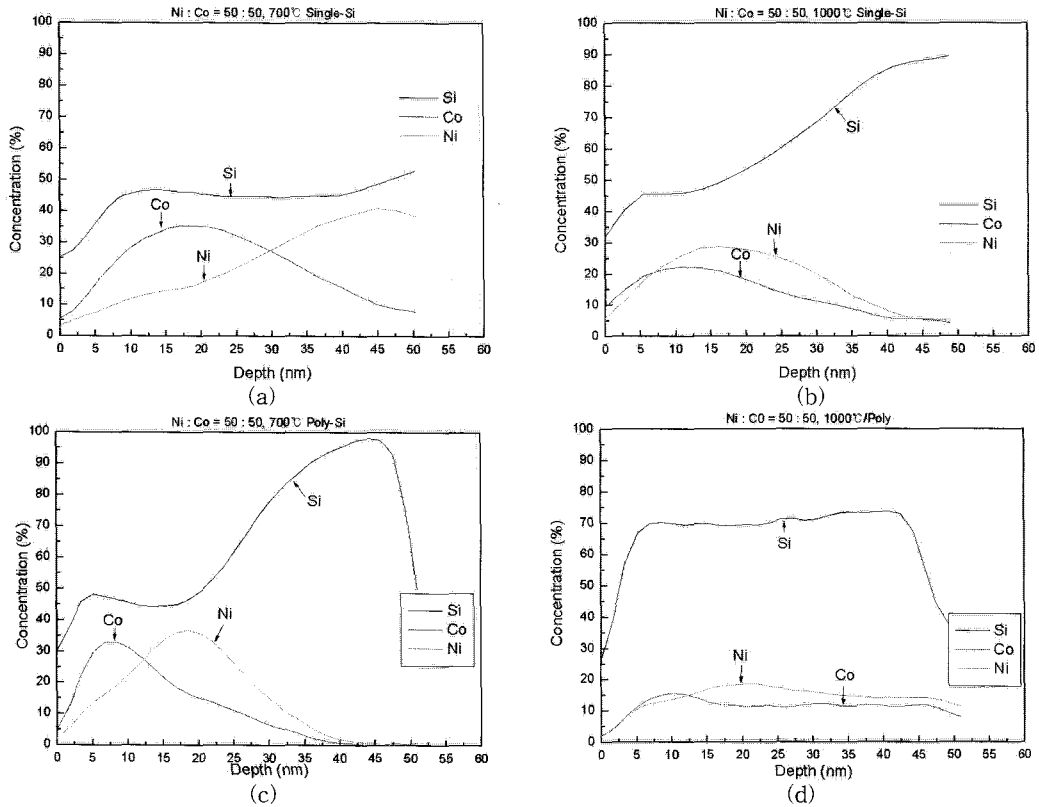 Ni : Co = 50 : 50, 700℃ Single-Si
Concentration (%)
100
90
80
70
60
50
40
30
20
10
0
Si
Co
Ni
Si
Co
Ni
0 5 10 15 20 25 30 35 40 45 50 55 60
Depth (nm)
(a)
Ni : Co = 50 : 50, 1000℃ Single-Si
Concentration (%)
100
90
80
70
60
50
40
30
20
10
0
Si
Si
Co
Ni
Ni
Co
0 5 10 15 20 25 30 35 40 45 50 55 60
Depth (nm)
(b)
Ni : Co = 50 : 50, 700℃ Poly-Si
Concentration (%)
100
90
80
70
60
50
40
30
20
10
0
Si
Co
Ni
Si
Co
Ni
0 5 10 15 20 25 30 35 40 45 50 55 60
Depth (nm)
(c)
Ni : C0 = 50 : 50, 1000℃/Poly
Concentration (%)
100
90
80
70
60
50
40
30
20
10
0
Si
Si
Co
Ni
Ni
Co
0 5 10 15 20 25 30 35 40 45 50 55 60
Depth (nm)
(d)